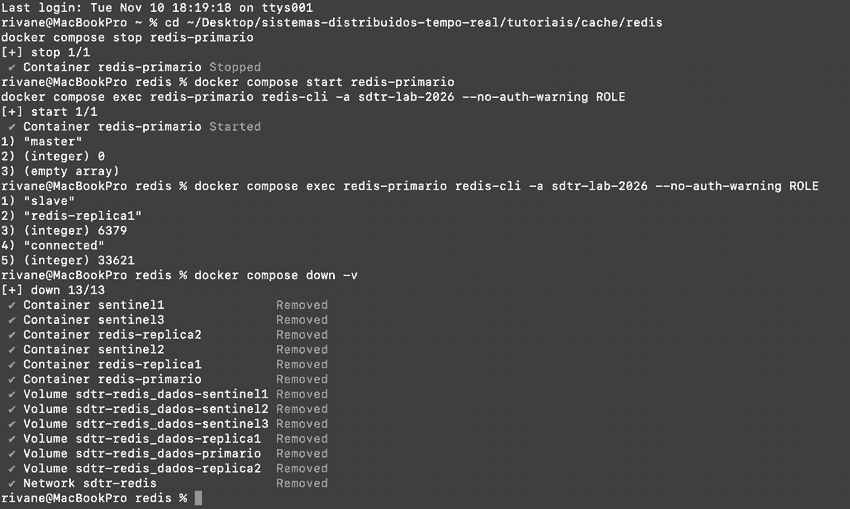 Last login: Tue Nov 10 18:19:18 on ttys001
rivane@MacBookPro ~ % cd ~/Desktop/sistemas-distribuidos-tempo-real/tutoriais/cache/redis
docker compose stop redis-primario
[+] stop 1/1
✔ Container redis-primario Stopped
rivane@MacBookPro redis % docker compose start redis-primario
docker compose exec redis-primario redis-cli -a sdtr-lab-2026 --no-auth-warning ROLE
[+] start 1/1
✔ Container redis-primario Started
1) "master"
2) (integer) 0
3) (empty array)
rivane@MacBookPro redis % docker compose exec redis-primario redis-cli -a sdtr-lab-2026 --no-auth-warning ROLE
1) "slave"
2) "redis-replica1"
3) (integer) 6379
4) "connected"
5) (integer) 33621
rivane@MacBookPro redis % docker compose down -v
[+] down 13/13
✔ Container sentinel1 Removed
✔ Container sentinel3 Removed
✔ Container redis-replica2 Removed
✔ Container sentinel2 Removed
✔ Container redis-replica1 Removed
✔ Container redis-primario Removed
✔ Volume sdtr-redis_dados-sentinel1 Removed
✔ Volume sdtr-redis_dados-sentinel2 Removed
✔ Volume sdtr-redis_dados-sentinel3 Removed
✔ Volume sdtr-redis_dados-replica1 Removed
✔ Volume sdtr-redis_dados-primario Removed
✔ Volume sdtr-redis_dados-replica2 Removed
✔ Network sdtr-redis Removed
rivane@MacBookPro redis %